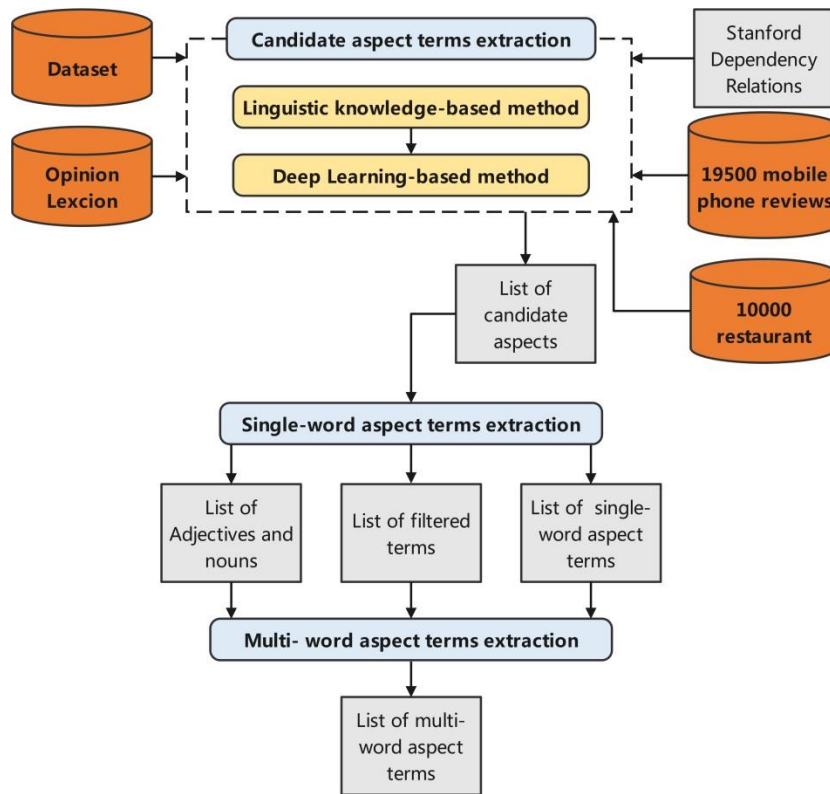 Dataset
Candidate aspect terms extraction
Stanford
Dependency
Relations
Linguistic knowledge-based method
Opinion
Lexcion
Deep Learning-based method
19500 mobile
phone reviews
List of
candidate
aspects
10000
restaurant
Single-word aspect terms extraction
List of
Adjectives and
nouns
List of filtered
terms
List of  single-
word aspect
terms
Multi- word aspect terms extraction
List of multi-
word aspect
terms